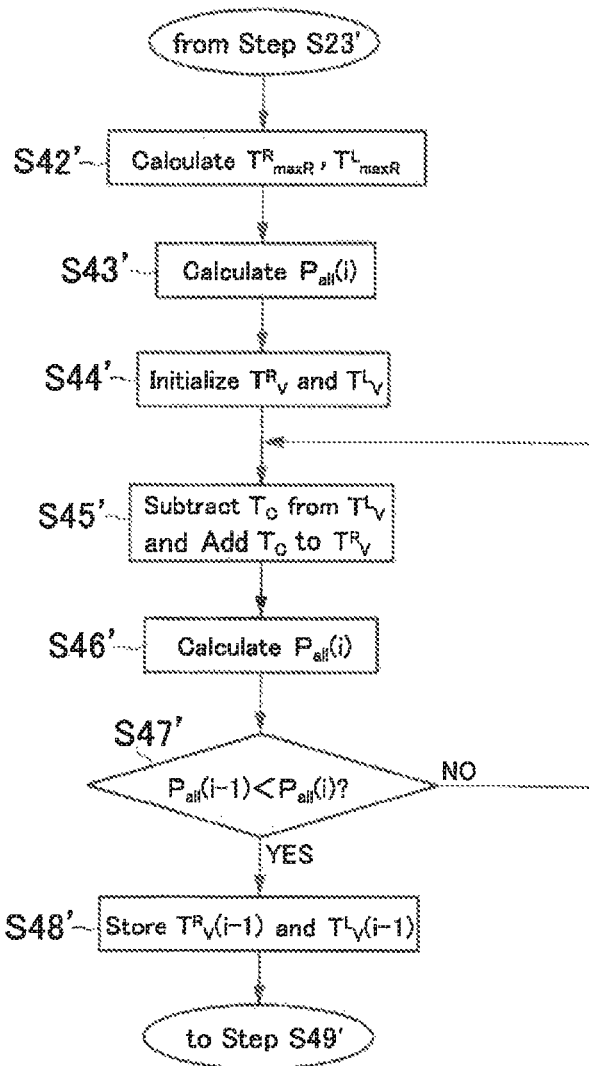 from Step S23'
S42'
Calculate T^R_maxR, T^L_maxR
S43'
Calculate P_all(i)
S44'
Initialize T^R_V and T^L_V
S45'
Subtract T_C from T^L_V
and Add T_C to T^R_V
S46'
Calculate P_all(i)
S47'
P_all(i-1)<P_all(i)?
NO
YES
S48'
Store T^R_V(i-1) and T^L_V(i-1)
to Step S49'